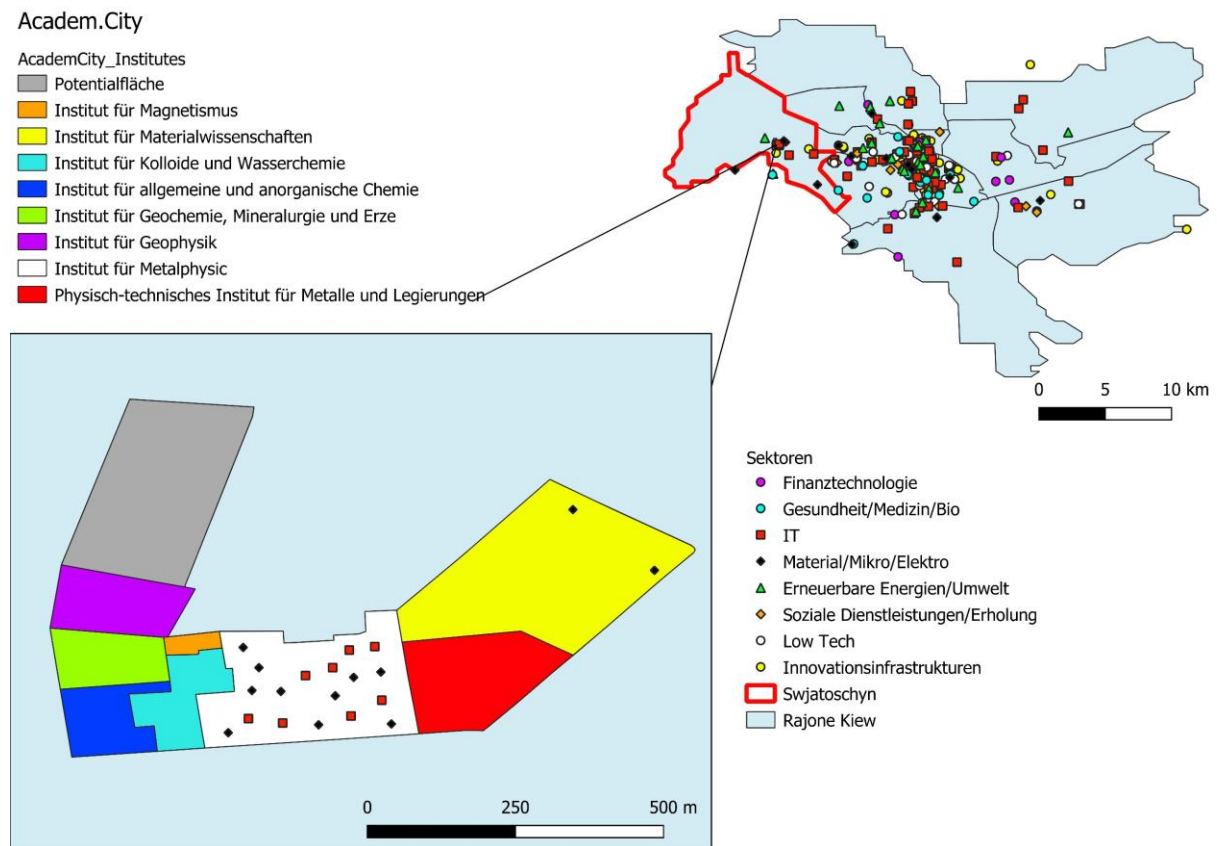 Academ.City
AcademCity_Institutes
Potentialfläche
Institut für Magnetismus
Institut für Materialwissenschaften
Institut für Kolloide und Wasserchemie
Institut für allgemeine und anorganische Chemie
Institut für Geochemie, Mineralurgie und Erze
Institut für Geophysik
Institut für Metalphysic
Physisch-technisches Institut für Metalle und Legierungen
0 5 10 km
Sektoren
Finanztechnologie
Gesundheit/Medizin/Bio
IT
Material/Mikro/Elektro
Erneuerbare Energien/Umwelt
Soziale Dienstleistungen/Erholung
Low Tech
Innovationsinfrastrukturen
Swjatoschyn
Rajone Kiew
0 250 500 m